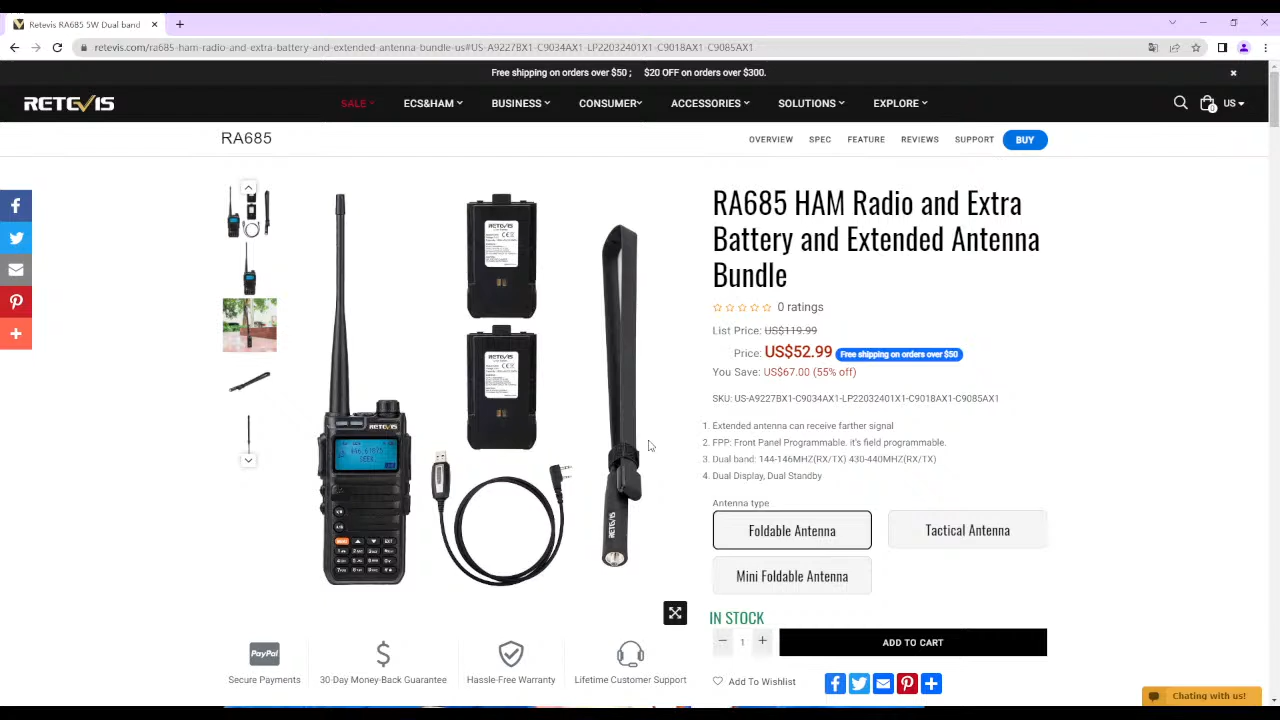 Retevis RA685 5W Dual band
retevis.com/ra685-ham-radio-and-extra-battery-and-extended-antenna-bundle-us#US-A9227BX1-C9034AX1-LP22032401X1-C9018AX1-C9085AX1
Free shipping on orders over $50 ; $20 OFF on orders over $300.
RETEVIS
SALE
ECS&HAM
BUSINESS
CONSUMER
ACCESSORIES
SOLUTIONS
EXPLORE
0
US
RA685
OVERVIEW
SPEC
FEATURE
REVIEWS
SUPPORT
BUY
RETEVIS
RETEVIS
RETEVIS
RETEVIS
RA685 HAM Radio and Extra
Battery and Extended Antenna
Bundle
0 ratings
List Price: US$119.99
Price: US$52.99 Free shipping on orders over $50
You Save: US$67.00 (55% off)
SKU: US-A9227BX1-C9034AX1-LP22032401X1-C9018AX1-C9085AX1
1. Extended antenna can receive farther signal
2. FPP: Front Panel Programmable. it's field programmable.
3. Dual band: 144-146MHZ(RX/TX) 430-440MHZ(RX/TX)
4. Dual Display, Dual Standby
Antenna type
Foldable Antenna
Tactical Antenna
Mini Foldable Antenna
IN STOCK
1
ADD TO CART
Add To Wishlist
PayPal
Secure Payments
30-Day Money-Back Guarantee
Hassle-Free Warranty
Lifetime Customer Support
Chating with us!